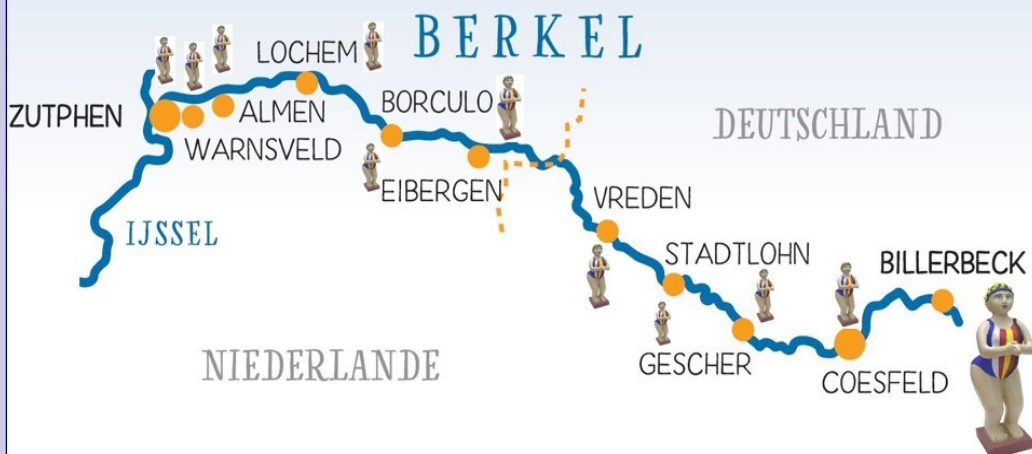 BERKEL
LOCHEM
ZUTPHEN
ALMEN
BORCULO
DEUTSCHLAND
WARNSVELD
EIBERGEN
VREDEN
IJSSEL
STADTLOHN
BILLERBECK
NIEDERLANDE
GESCHER
COESFELD